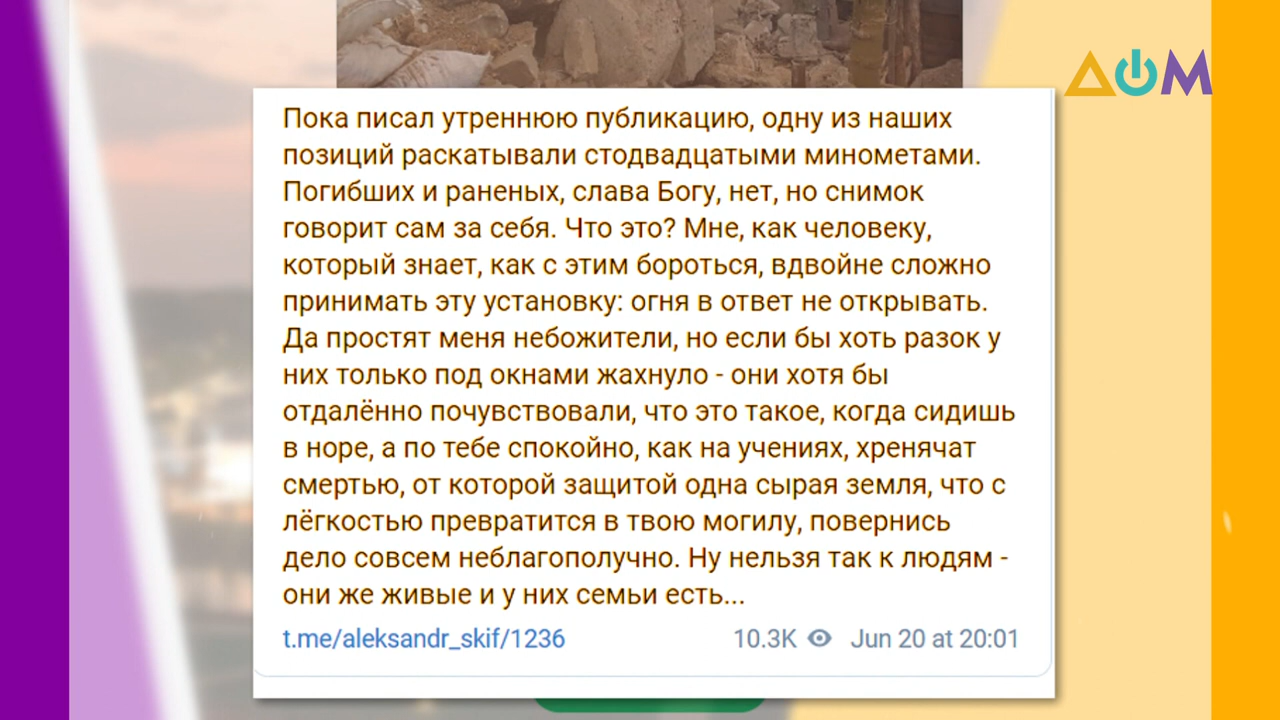 ДОМ
Пока писал утреннюю публикацию, одну из наших
позиций раскатывали стодвадцатыми минометами.
Погибших и раненых, слава Богу, нет, но снимок
говорит сам за себя. Что это? Мне, как человеку,
который знает, как с этим бороться, вдвойне сложно
принимать эту установку: огня в ответ не открывать.
Да простят меня небожители, но если бы хоть разок у
них только под окнами жахнуло - они хотя бы
отдалённо почувствовали, что это такое, когда сидишь
в норе, а по тебе спокойно, как на учениях, хренячат
смертью, от которой защитой одна сырая земля, что с
лёгкостью превратится в твою могилу, повернись
дело совсем неблагополучно. Ну нельзя так к людям -
они же живые и у них семьи есть...
t.me/aleksandr_skif/1236 10.3K Jun 20 at 20:01